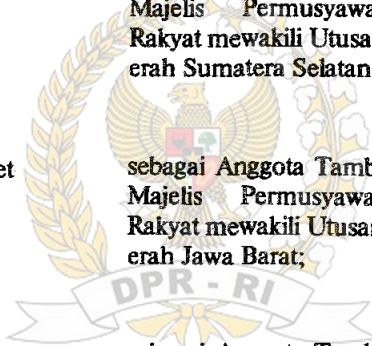 Majelis Permusyawa
Rakyat mewakili Utusa
erah Sumatera Selatan
et sebagai Anggota Tamb
Majelis Permusyawa
Rakyat mewakili Utusan
erah Jawa Barat;
DPR - RI